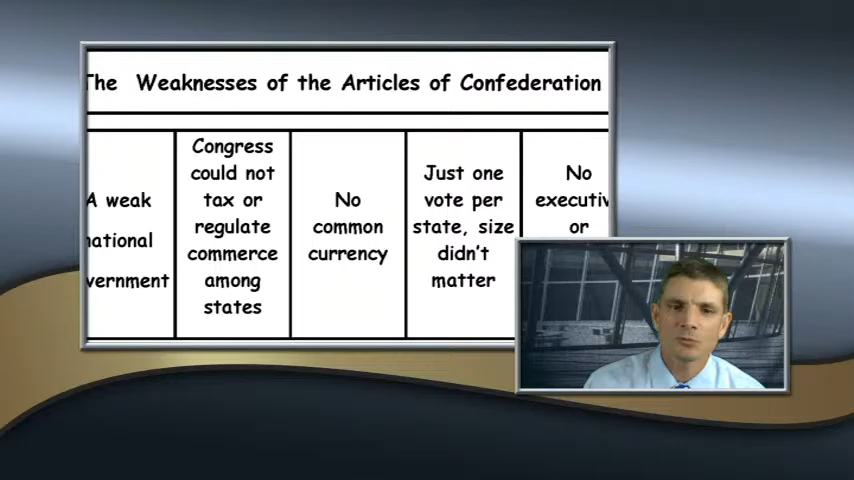 The Weaknesses of the Articles of Confederation
A weak
national
vernment
Congress
could not
tax or
regulate
commerce
among
states
No
common
currency
Just one
vote per
state, size
didn't
matter
No
executiv
or